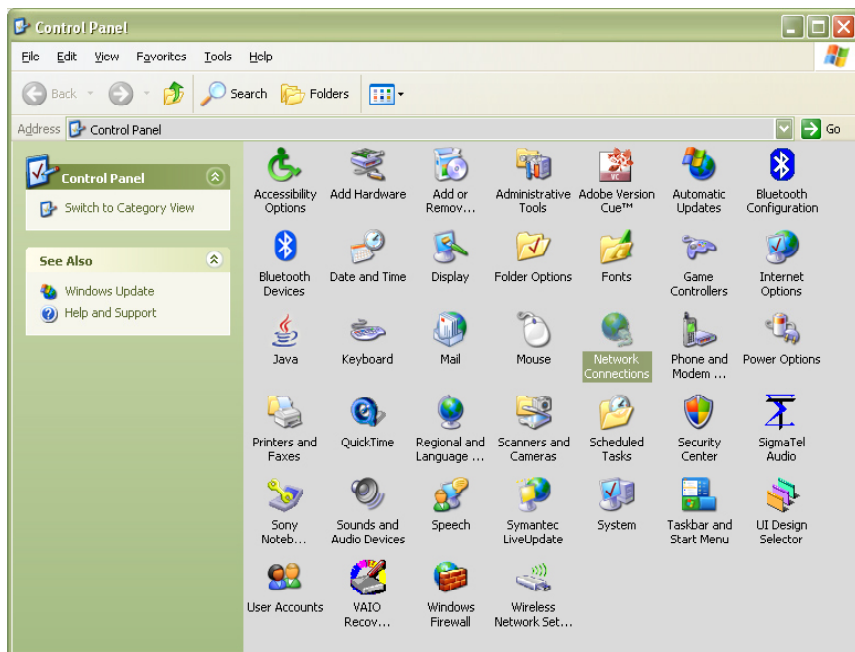 Control Panel
File Edit View Favorites Tools Help
Back Search Folders
Address Control Panel Go
Control Panel
Switch to Category View
See Also
Windows Update
Help and Support
Accessibility Options
Add Hardware
Add or Remov...
Administrative Tools
Adobe Version Cue™
Automatic Updates
Bluetooth Configuration
Bluetooth Devices
Date and Time
Display
Folder Options
Fonts
Game Controllers
Internet Options
Java
Keyboard
Mail
Mouse
Network Connections
Phone and Modem ...
Power Options
Printers and Faxes
QuickTime
Regional and Language ...
Scanners and Cameras
Scheduled Tasks
Security Center
SigmaTel Audio
Sony Noteb...
Sounds and Audio Devices
Speech
Symantec LiveUpdate
System
Taskbar and Start Menu
UI Design Selector
User Accounts
VAIO Recov...
Windows Firewall
Wireless Network Set...